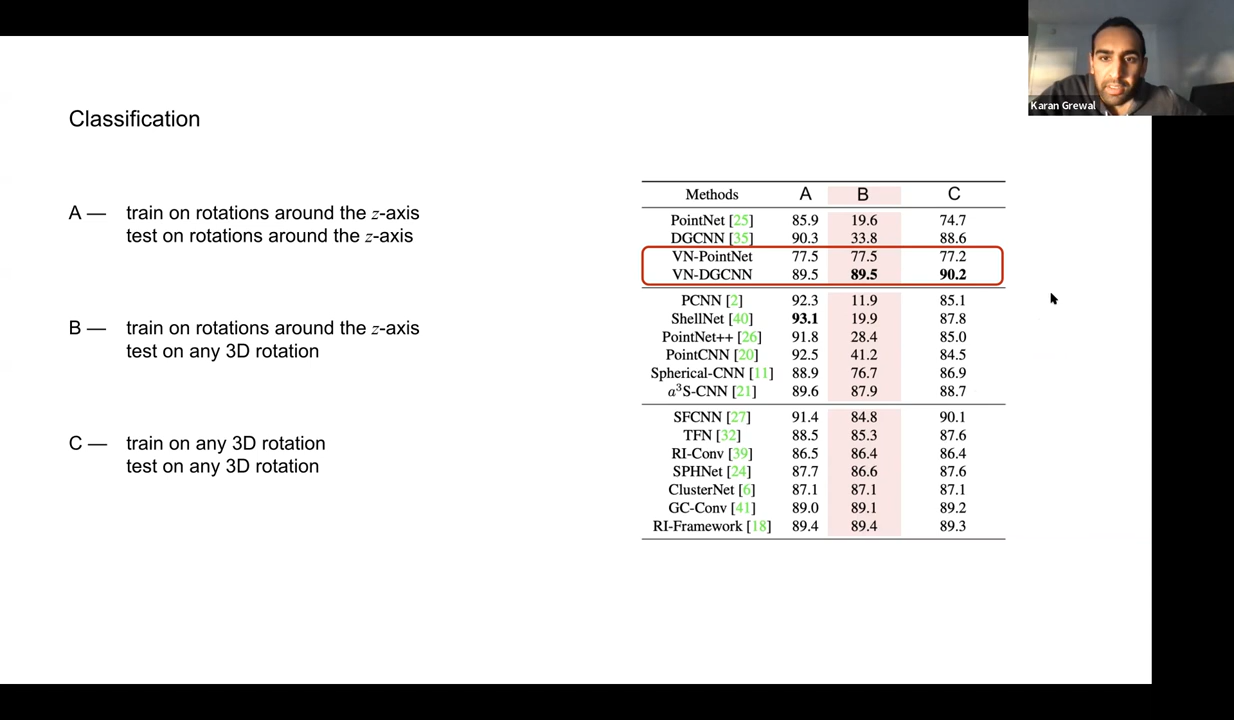 Karan Grewal
Classification
A — train on rotations around the z-axis
test on rotations around the z-axis
B — train on rotations around the z-axis
test on any 3D rotation
C — train on any 3D rotation
test on any 3D rotation
Methods A B C
PointNet [25] 85.9 19.6 74.7
DGCNN [35] 90.3 33.8 88.6
VN-PointNet 77.5 77.5 77.2
VN-DGCNN 89.5 89.5 90.2
PCNN [2] 92.3 11.9 85.1
ShellNet [40] 93.1 19.9 87.8
PointNet++ [26] 91.8 28.4 85.0
PointCNN [20] 92.5 41.2 84.5
Spherical-CNN [11] 88.9 76.7 86.9
a³S-CNN [21] 89.6 87.9 88.7
SFCNN [27] 91.4 84.8 90.1
TFN [32] 88.5 85.3 87.6
RI-Conv [39] 86.5 86.4 86.4
SPHNet [24] 87.7 86.6 87.6
ClusterNet [6] 87.1 87.1 87.1
GC-Conv [41] 89.0 89.1 89.2
RI-Framework [18] 89.4 89.4 89.3